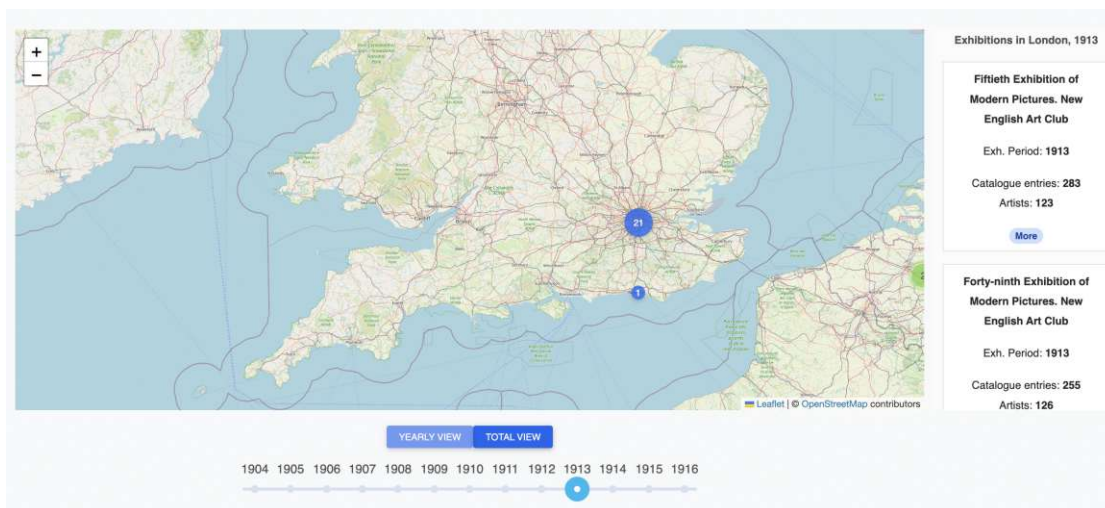 +
−
21
1
Leaflet | © OpenStreetMap contributors
Exhibitions in London, 1913
Fiftieth Exhibition of
Modern Pictures. New
English Art Club
Exh. Period: 1913
Catalogue entries: 283
Artists: 123
More
Forty-ninth Exhibition of
Modern Pictures. New
English Art Club
Exh. Period: 1913
Catalogue entries: 255
Artists: 126
YEARLY VIEW TOTAL VIEW
1904 1905 1906 1907 1908 1909 1910 1911 1912 1913 1914 1915 1916